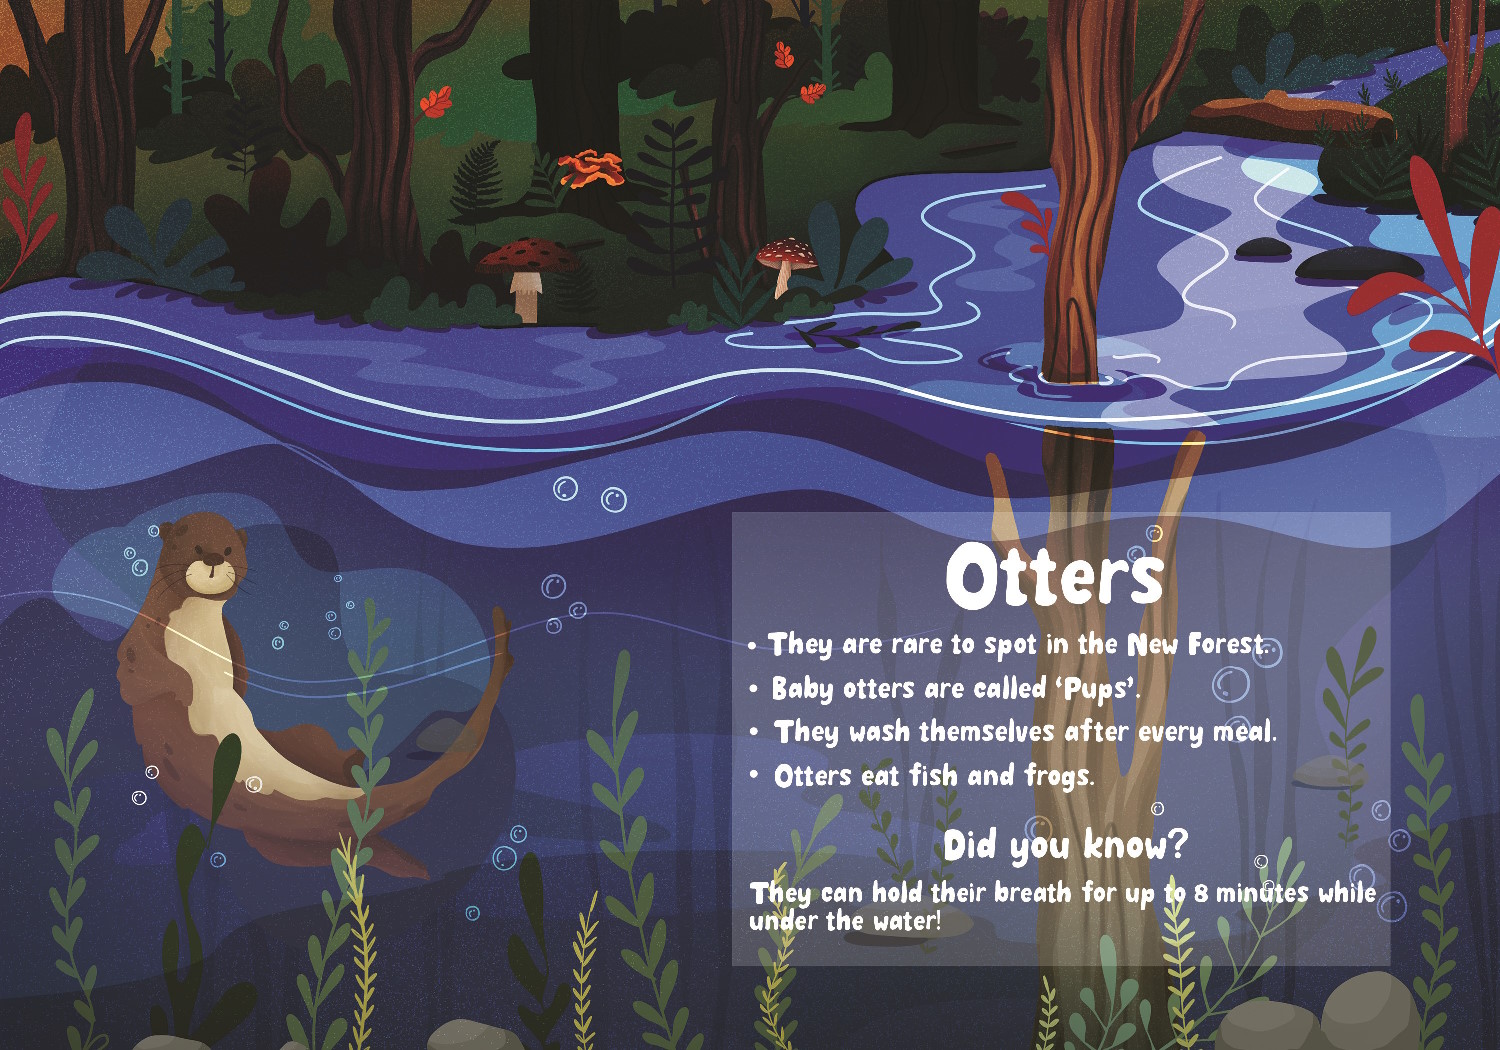 Otters
• They are rare to spot in the New Forest.
• Baby otters are called ‘Pups’.
• They wash themselves after every meal.
• Otters eat fish and frogs.
Did you know?
They can hold their breath for up to 8 minutes while
under the water!